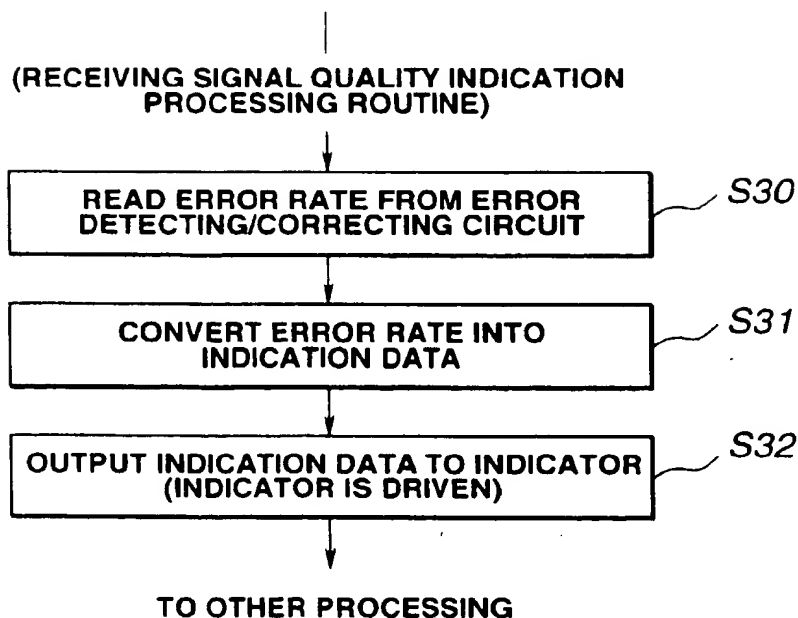 (RECEIVING SIGNAL QUALITY INDICATION
PROCESSING ROUTINE)
READ ERROR RATE FROM ERROR
DETECTING/CORRECTING CIRCUIT
S30
CONVERT ERROR RATE INTO
INDICATION DATA
S31
OUTPUT INDICATION DATA TO INDICATOR
(INDICATOR IS DRIVEN)
S32
TO OTHER PROCESSING